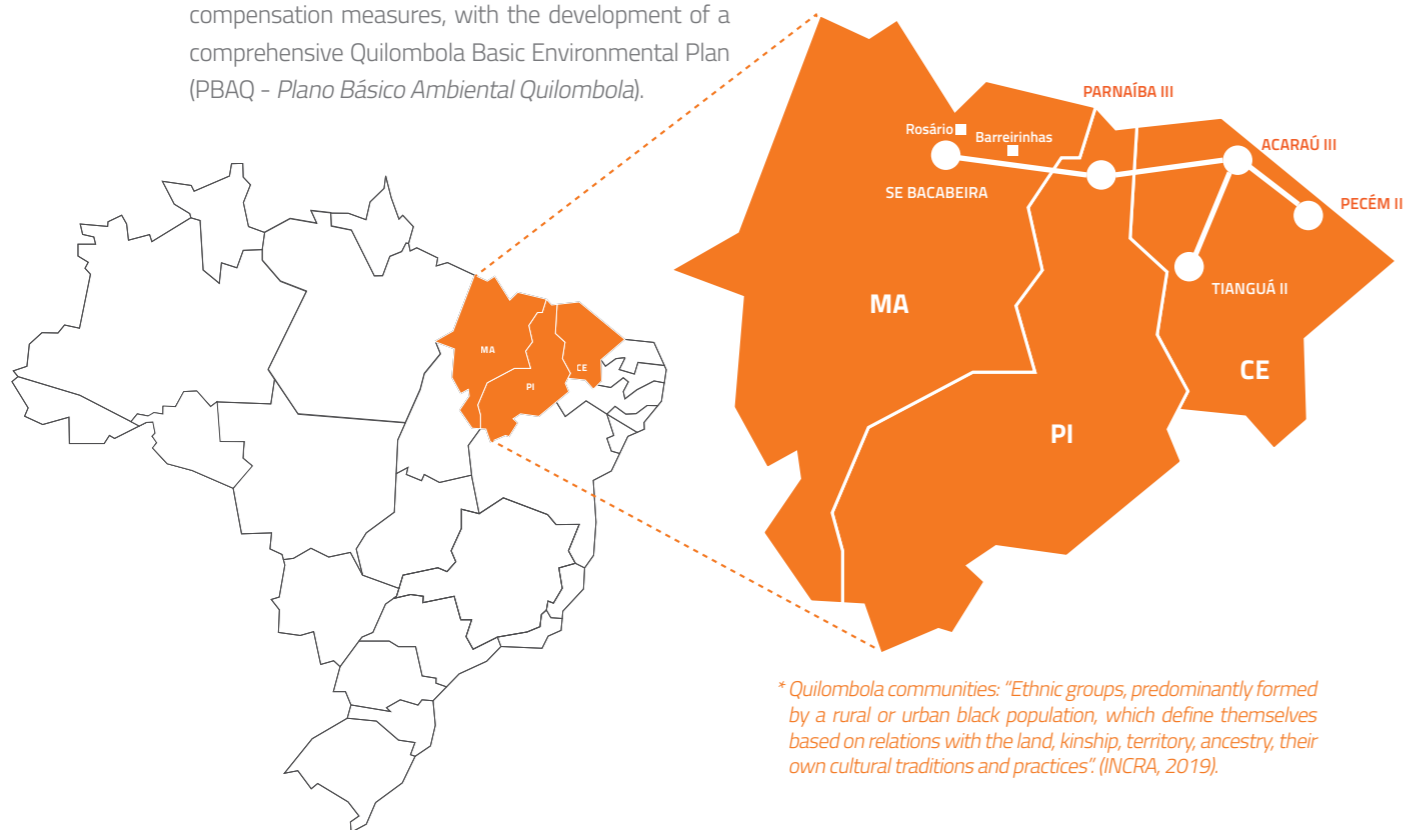 compensation measures, with the development of a
comprehensive Quilombola Basic Environmental Plan
(PBAQ - Plano Básico Ambiental Quilombola).
MA
PI
CE
PARNAÍBA III
Rosário
Barreirinhas
ACARAÚ III
SE BACABEIRA
PECÉM II
TIANGUÁ II
MA
CE
PI
* Quilombola communities: “Ethnic groups, predominantly formed
by a rural or urban black population, which define themselves
based on relations with the land, kinship, territory, ancestry, their
own cultural traditions and practices”. (INCRA, 2019).